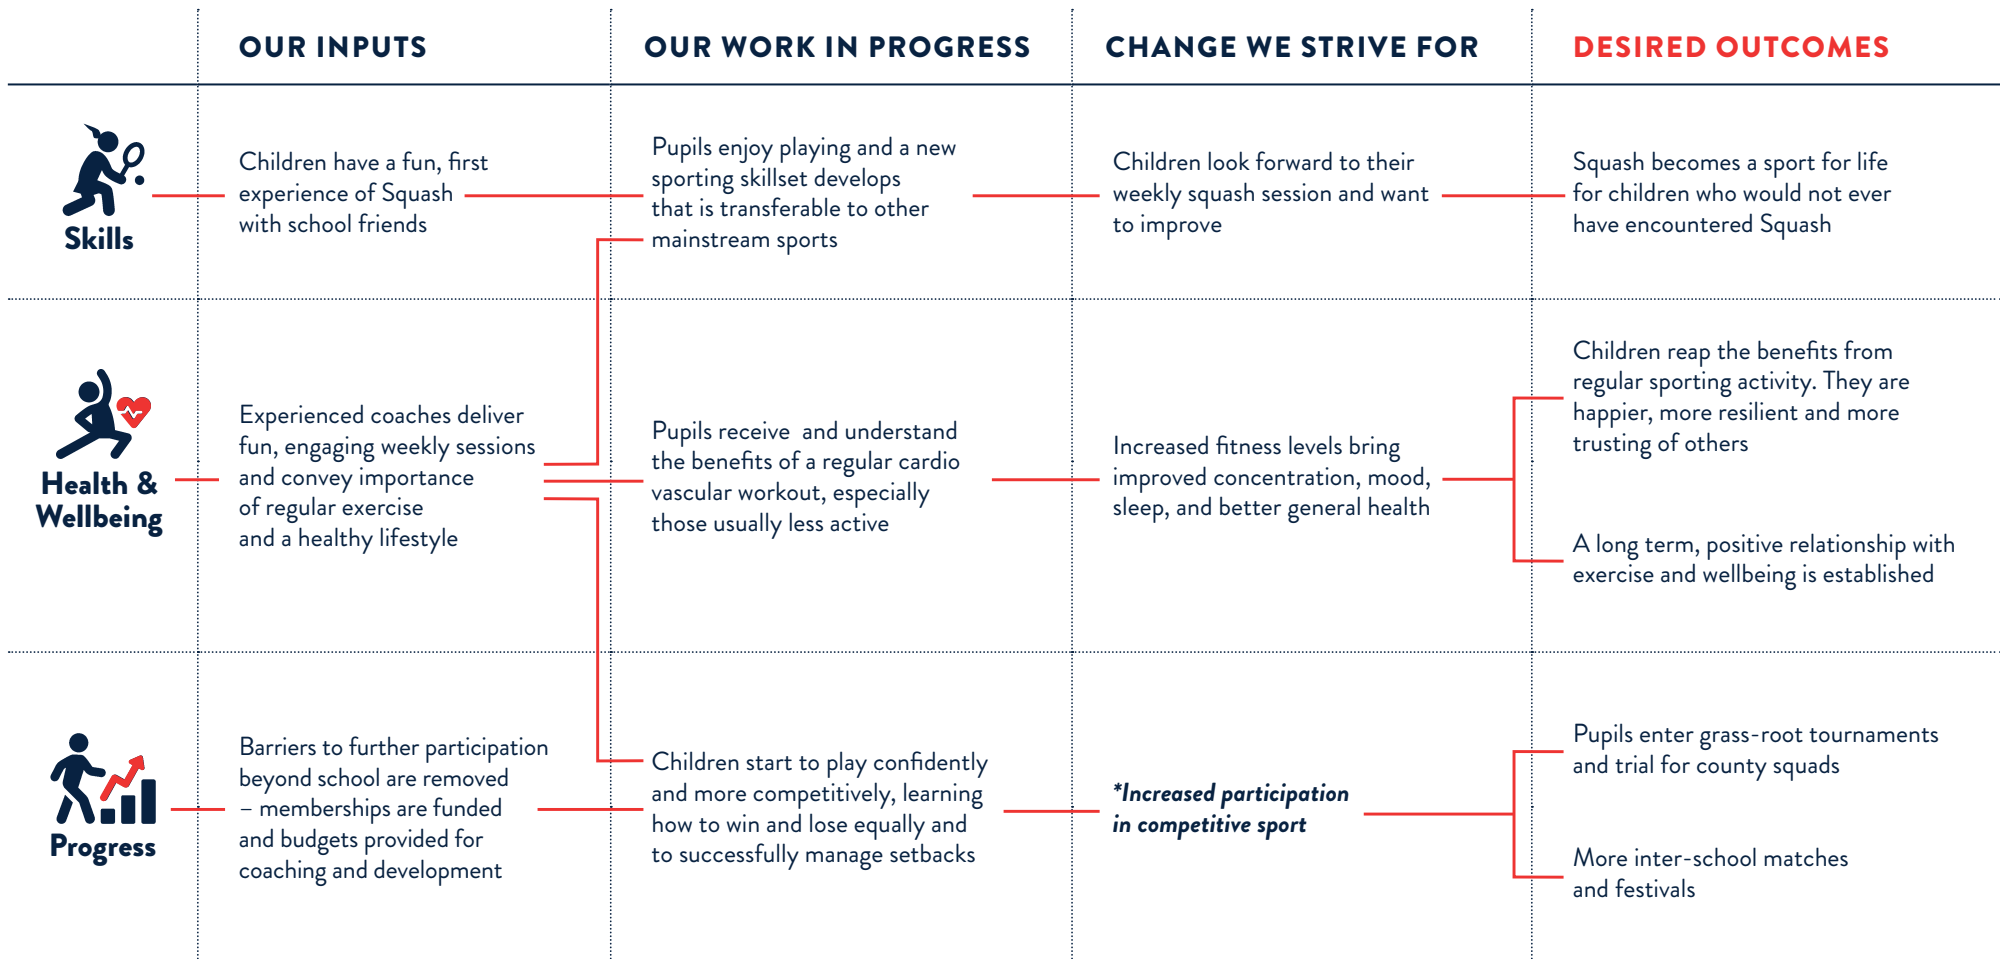 OUR INPUTS
OUR WORK IN PROGRESS
CHANGE WE STRIVE FOR
DESIRED OUTCOMES
Skills
Children have a fun, first
experience of Squash
with school friends
Pupils enjoy playing and a new
sporting skillset develops
that is transferable to other
mainstream sports
Children look forward to their
weekly squash session and want
to improve
Squash becomes a sport for life
for children who would not ever
have encountered Squash
Health &
Wellbeing
Experienced coaches deliver
fun, engaging weekly sessions
and convey importance
of regular exercise
and a healthy lifestyle
Pupils receive  and understand
the benefits of a regular cardio
vascular workout, especially
those usually less active
Increased fitness levels bring
improved concentration, mood,
sleep, and better general health
Children reap the benefits from
regular sporting activity. They are
happier, more resilient and more
trusting of others
A long term, positive relationship with
exercise and wellbeing is established
Progress
Barriers to further participation
beyond school are removed
– memberships are funded
and budgets provided for
coaching and development
Children start to play confidently
and more competitively, learning
how to win and lose equally and
to successfully manage setbacks
*Increased participation
in competitive sport
Pupils enter grass-root tournaments
and trial for county squads
More inter-school matches
and festivals